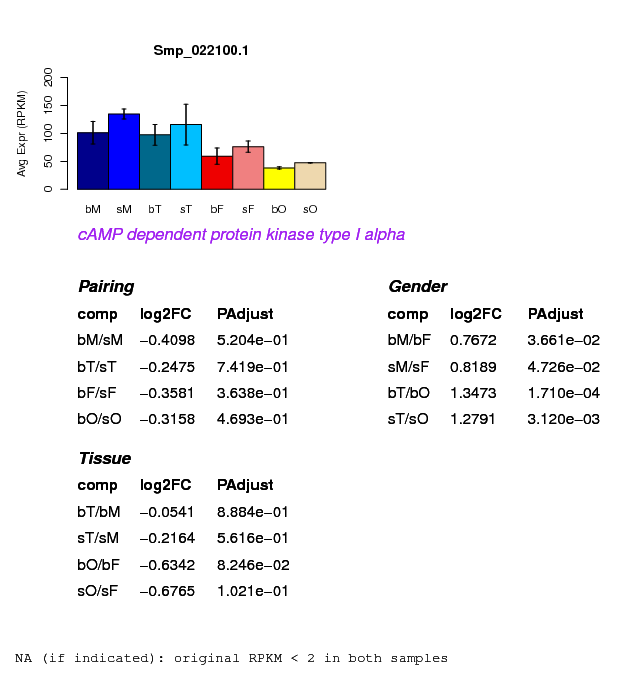 Smp_022100.1
Avg Expr (RPKM)
200
150
100
50
0
bM sM bT sT bF sF bO sO
cAMP dependent protein kinase type I alpha
Pairing
comp log2FC PAdjust
bM/sM −0.4098 5.204e−01
bT/sT −0.2475 7.419e−01
bF/sF −0.3581 3.638e−01
bO/sO −0.3158 4.693e−01
Gender
comp log2FC PAdjust
bM/bF 0.7672 3.661e−02
sM/sF 0.8189 4.726e−02
bT/bO 1.3473 1.710e−04
sT/sO 1.2791 3.120e−03
Tissue
comp log2FC PAdjust
bT/bM −0.0541 8.884e−01
sT/sM −0.2164 5.616e−01
bO/bF −0.6342 8.246e−02
sO/sF −0.6765 1.021e−01
NA (if indicated): original RPKM < 2 in both samples